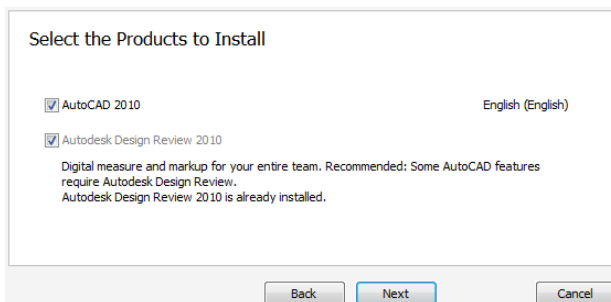 Select the Products to Install
AutoCAD 2010 English (English)
Autodesk Design Review 2010
Digital measure and markup for your entire team. Recommended: Some AutoCAD features
require Autodesk Design Review.
Autodesk Design Review 2010 is already installed.
Back Next Cancel